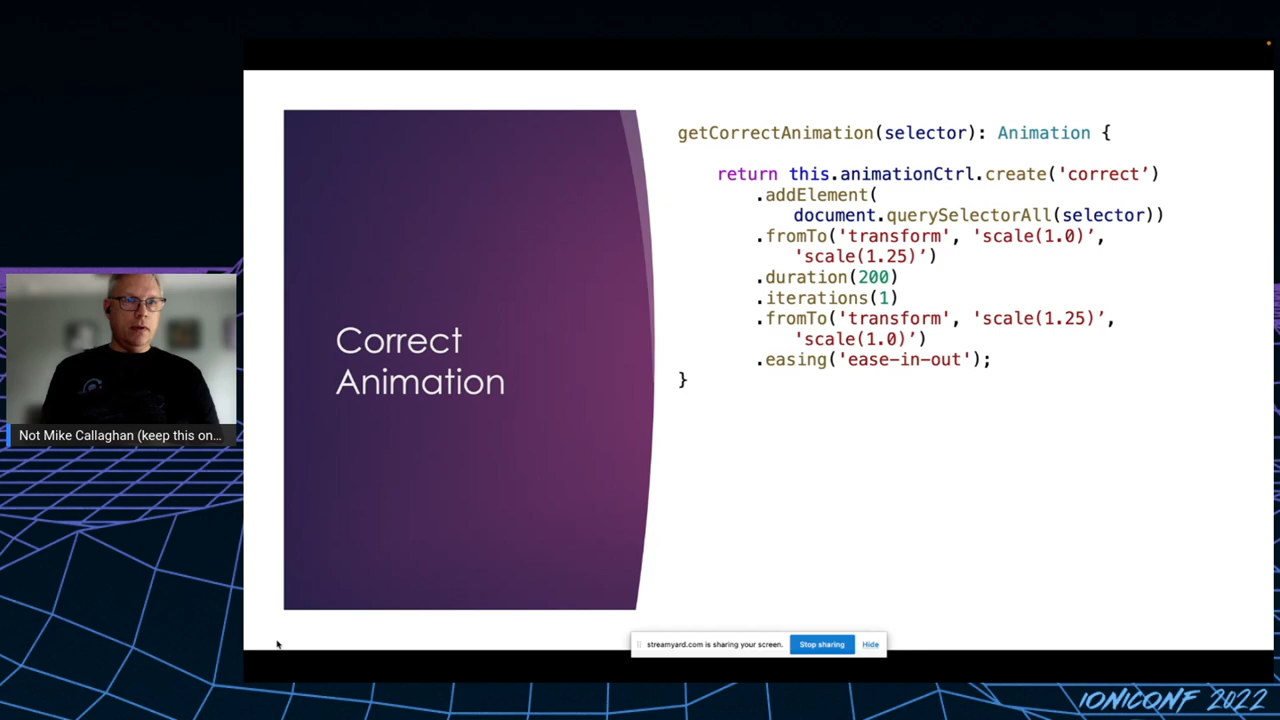 Correct
Animation
getCorrectAnimation(selector): Animation {
return this.animationCtrl.create('correct’)
.addElement(
document.querySelectorAll(selector))
.fromTo('transform', 'scale(1.0)’,
'scale(1.25)’)
.duration(200)
.iterations(1)
.fromTo('transform', 'scale(1.25)’,
'scale(1.0)’)
.easing('ease-in-out');
}
Not Mike Callaghan (keep this on...
streamyard.com is sharing your screen.
Stop sharing
Hide
IONICONF 2022